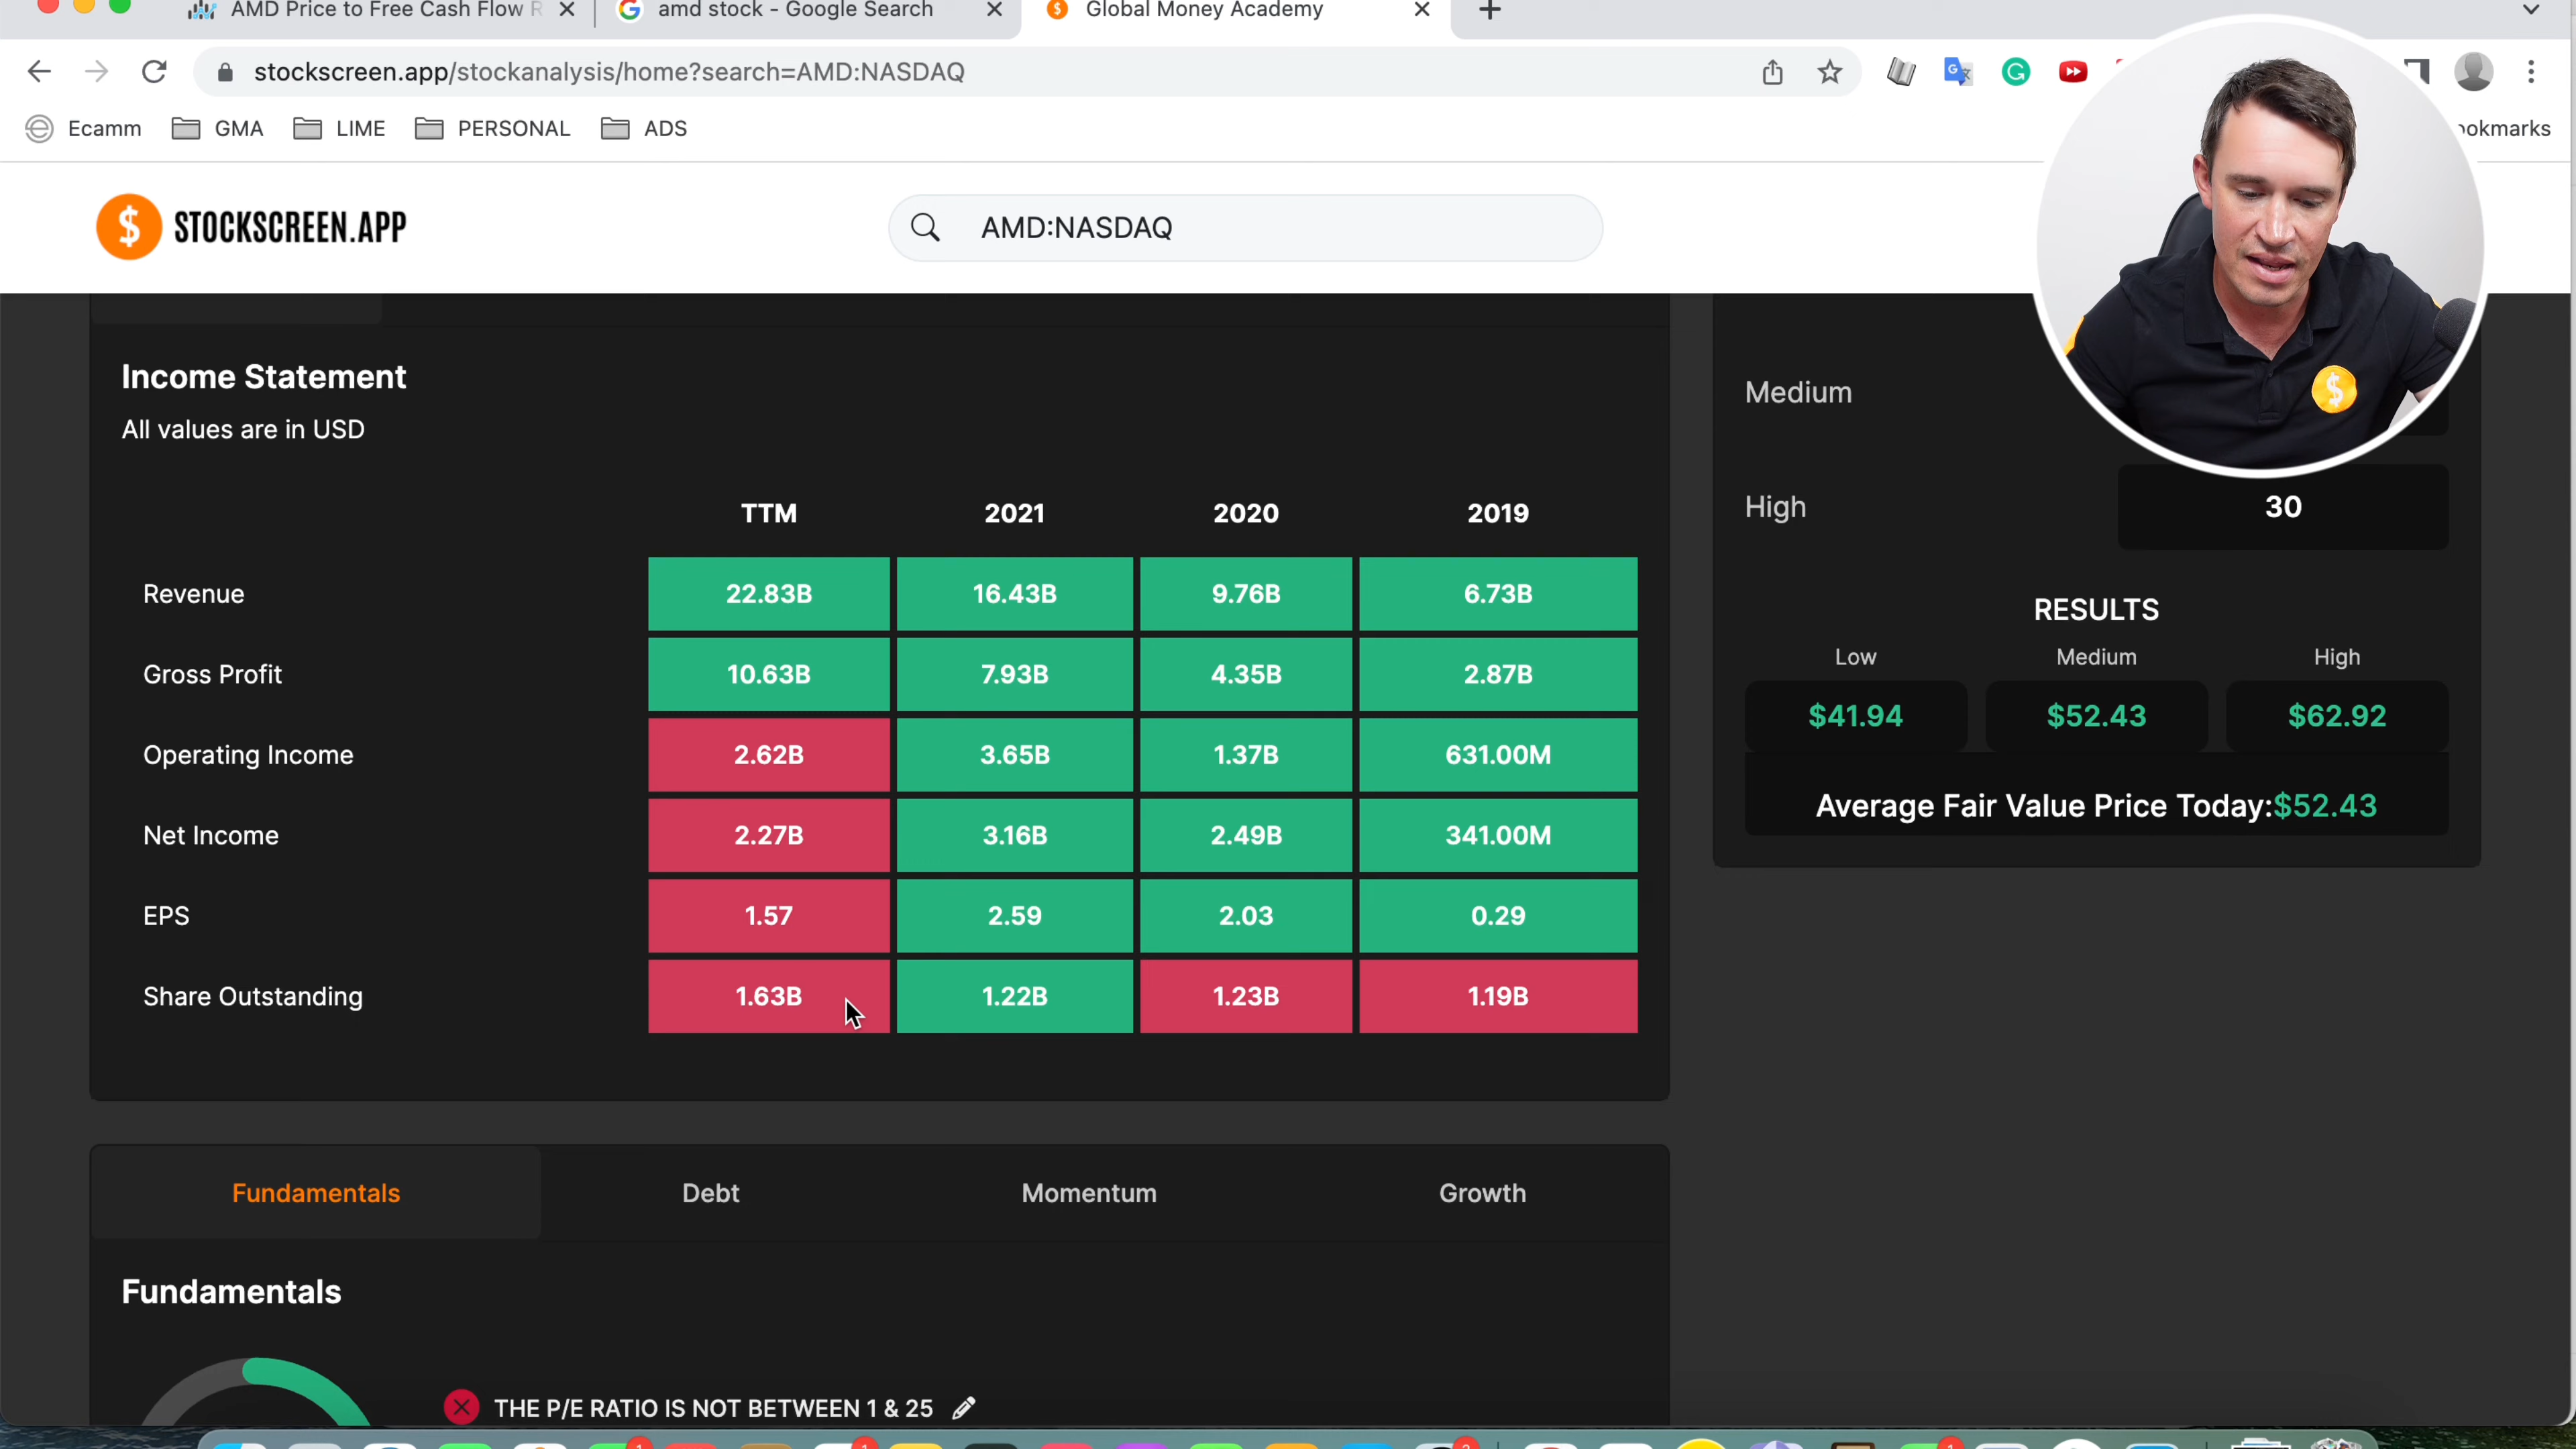 AMD Price to Free Cash Flow R
amd stock - Google Search
Global Money Academy
stockscreen.app/stockanalysis/home?search=AMD:NASDAQ
Ecamm GMA LIME PERSONAL ADS ookmarks
STOCKSCREEN.APP
AMD:NASDAQ
Income Statement
All values are in USD
TTM 2021 2020 2019
Revenue 22.83B 16.43B 9.76B 6.73B
Gross Profit 10.63B 7.93B 4.35B 2.87B
Operating Income 2.62B 3.65B 1.37B 631.00M
Net Income 2.27B 3.16B 2.49B 341.00M
EPS 1.57 2.59 2.03 0.29
Share Outstanding 1.63B 1.22B 1.23B 1.19B
Medium
High 30
RESULTS
Low Medium High
$41.94 $52.43 $62.92
Average Fair Value Price Today:$52.43
Fundamentals Debt Momentum Growth
Fundamentals
THE P/E RATIO IS NOT BETWEEN 1 & 25